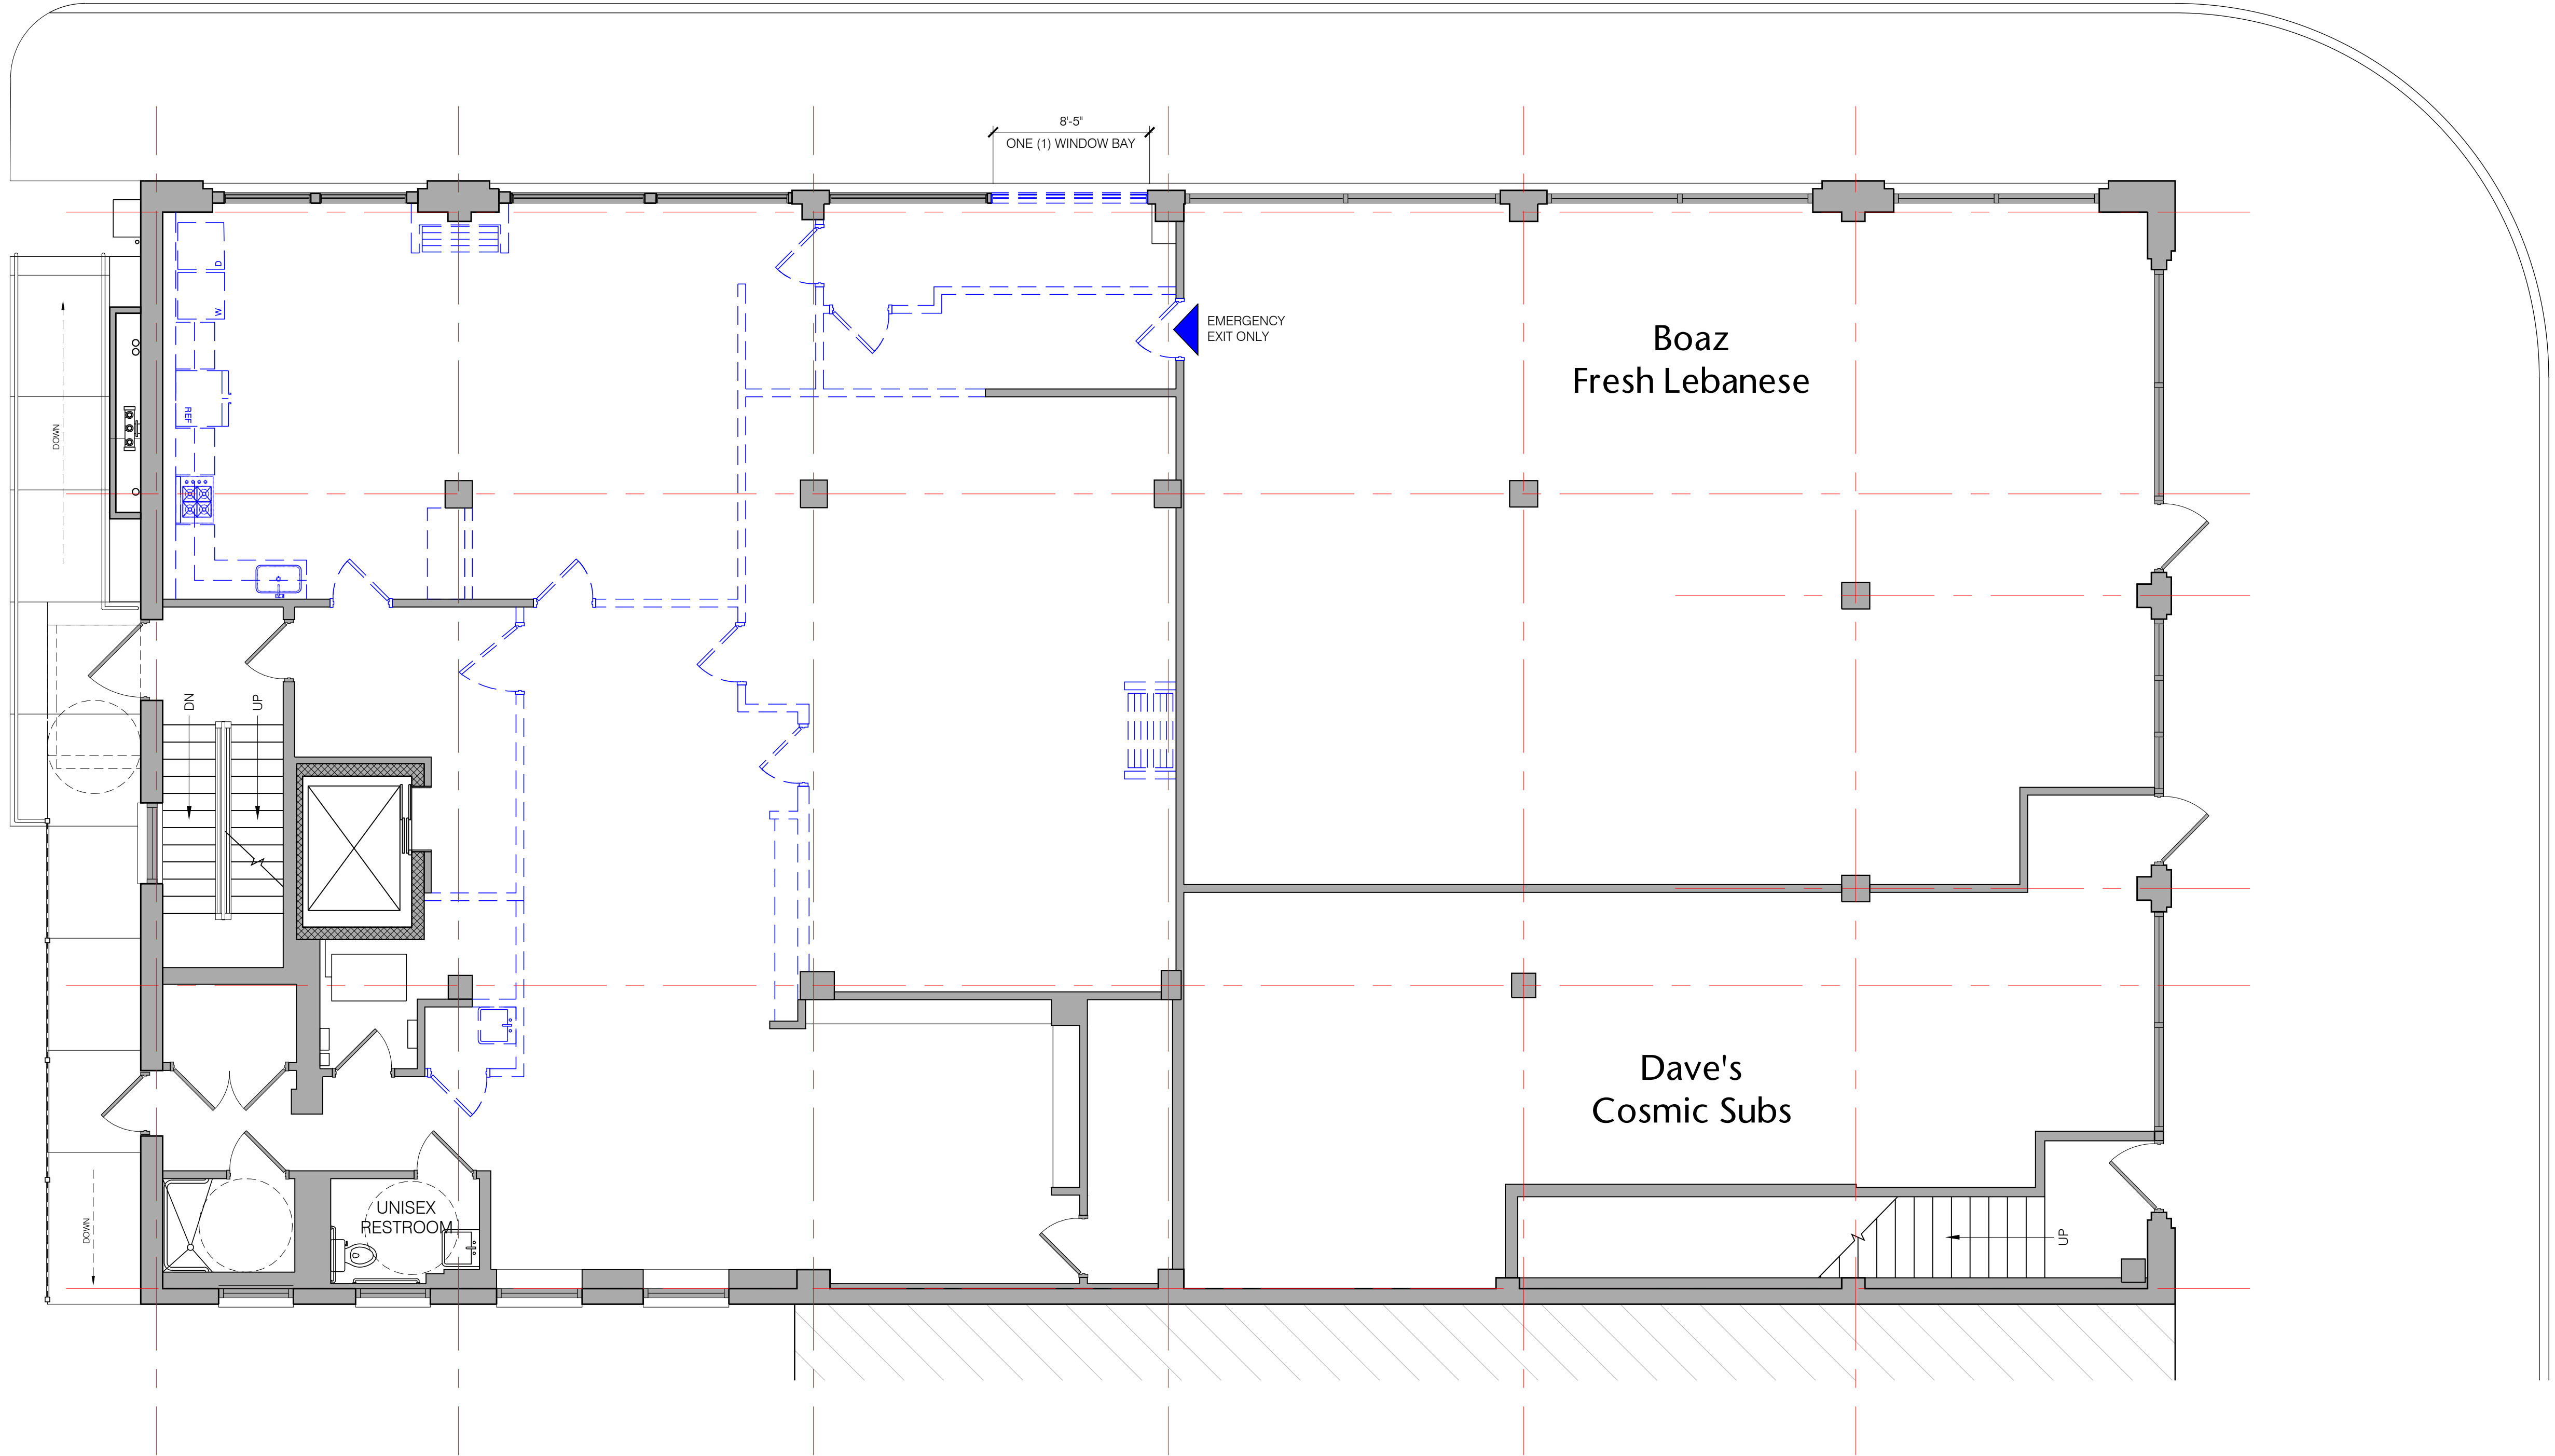 8'-5"
ONE (1) WINDOW BAY
D
W
REF
EMERGENCY
EXIT ONLY
Boaz
Fresh Lebanese
DOWN
DN
UP
Dave's
Cosmic Subs
UNISEX
RESTROOM
DOWN
UP